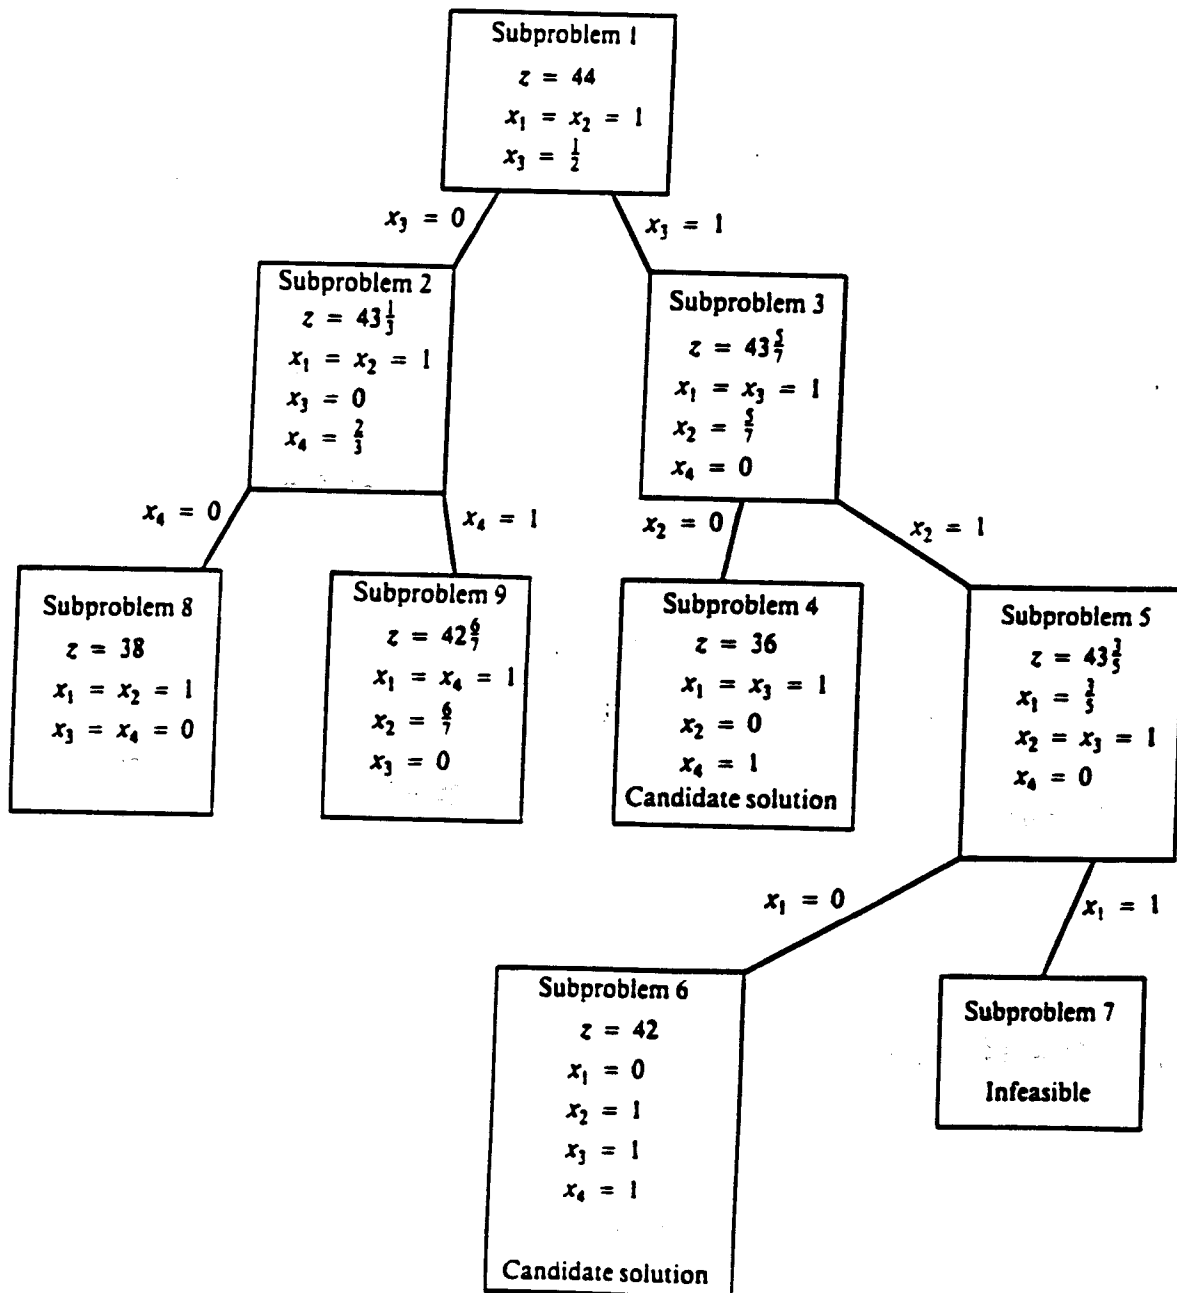 Subproblem 1
z = 44
x₁ = x₂ = 1
x₃ = 1/2
x₃ = 0
x₃ = 1
Subproblem 2
z = 43 1/3
x₁ = x₂ = 1
x₃ = 0
x₄ = 2/3
Subproblem 3
z = 43 5/7
x₁ = x₃ = 1
x₂ = 5/7
x₄ = 0
x₄ = 0
x₄ = 1
x₂ = 0
x₂ = 1
Subproblem 8
z = 38
x₁ = x₂ = 1
x₃ = x₄ = 0
Subproblem 9
z = 42 6/7
x₁ = x₄ = 1
x₂ = 6/7
x₃ = 0
Subproblem 4
z = 36
x₁ = x₃ = 1
x₂ = 0
x₄ = 1
Candidate solution
Subproblem 5
z = 43 3/5
x₁ = 3/5
x₂ = x₃ = 1
x₄ = 0
x₁ = 0
x₁ = 1
Subproblem 6
z = 42
x₁ = 0
x₂ = 1
x₃ = 1
x₄ = 1
Candidate solution
Subproblem 7
Infeasible